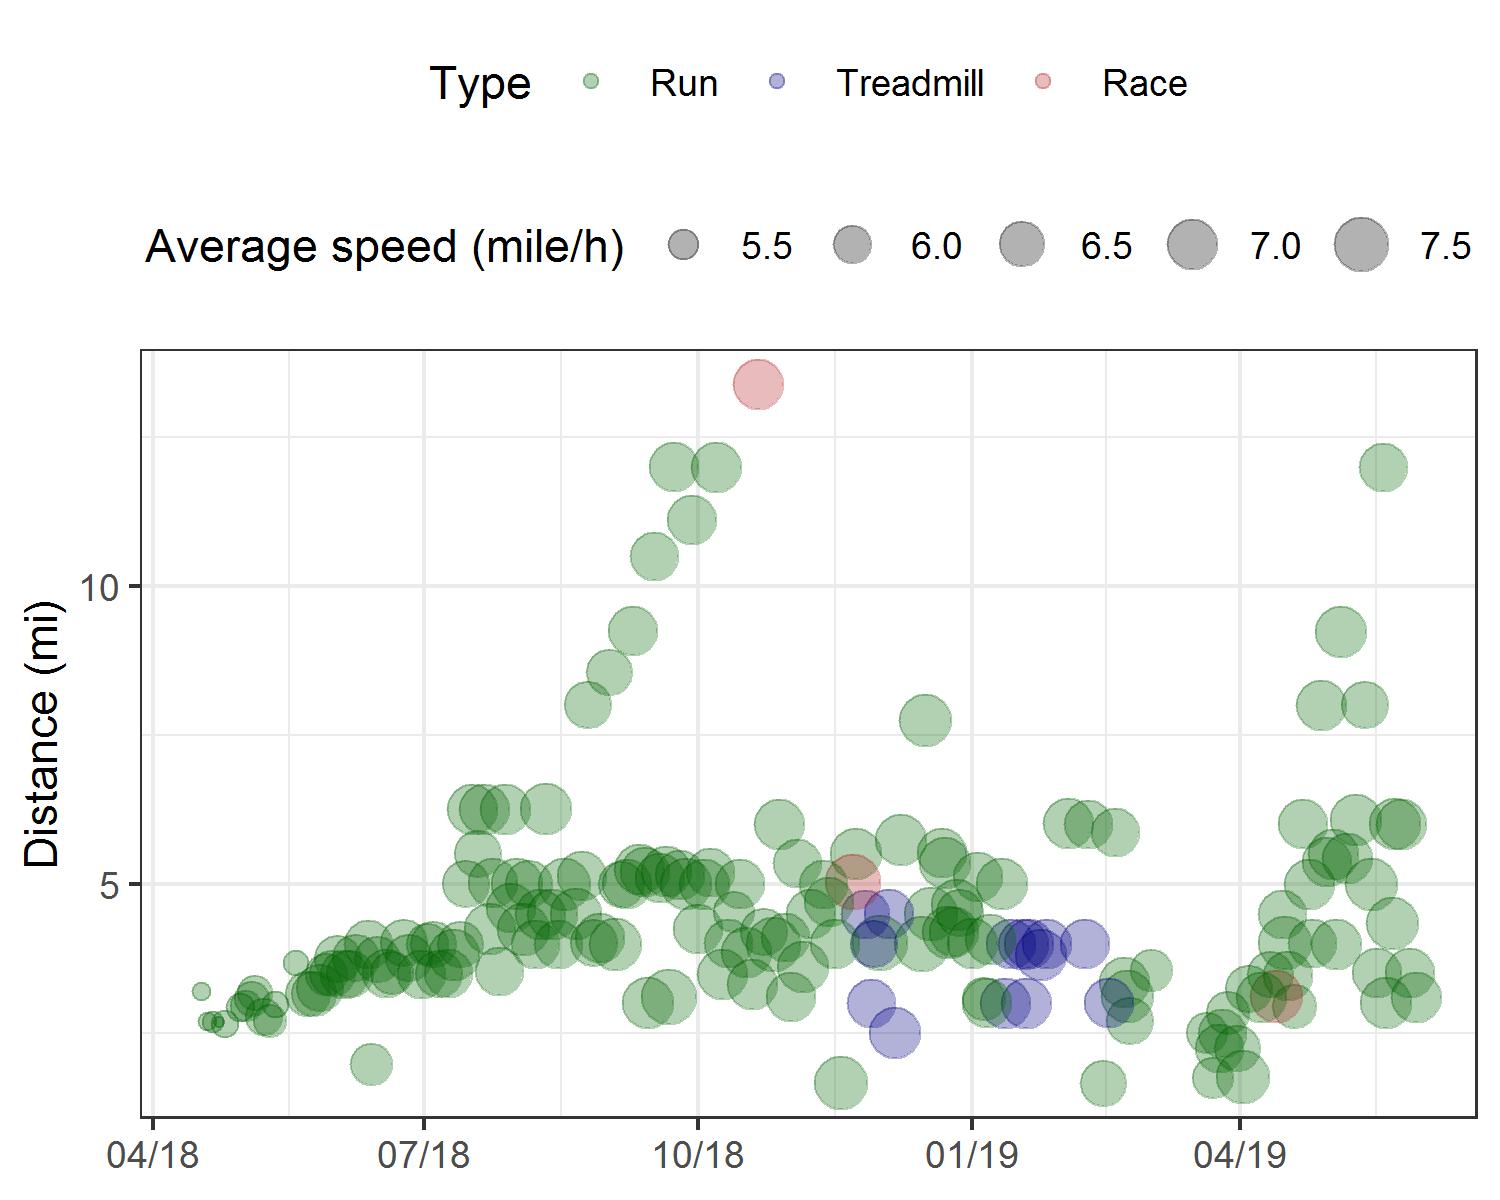 Type Run Treadmill Race
Average speed (mile/h) 5.5 6.0 6.5 7.0 7.5
Distance (mi)
10
5
04/18 07/18 10/18 01/19 04/19